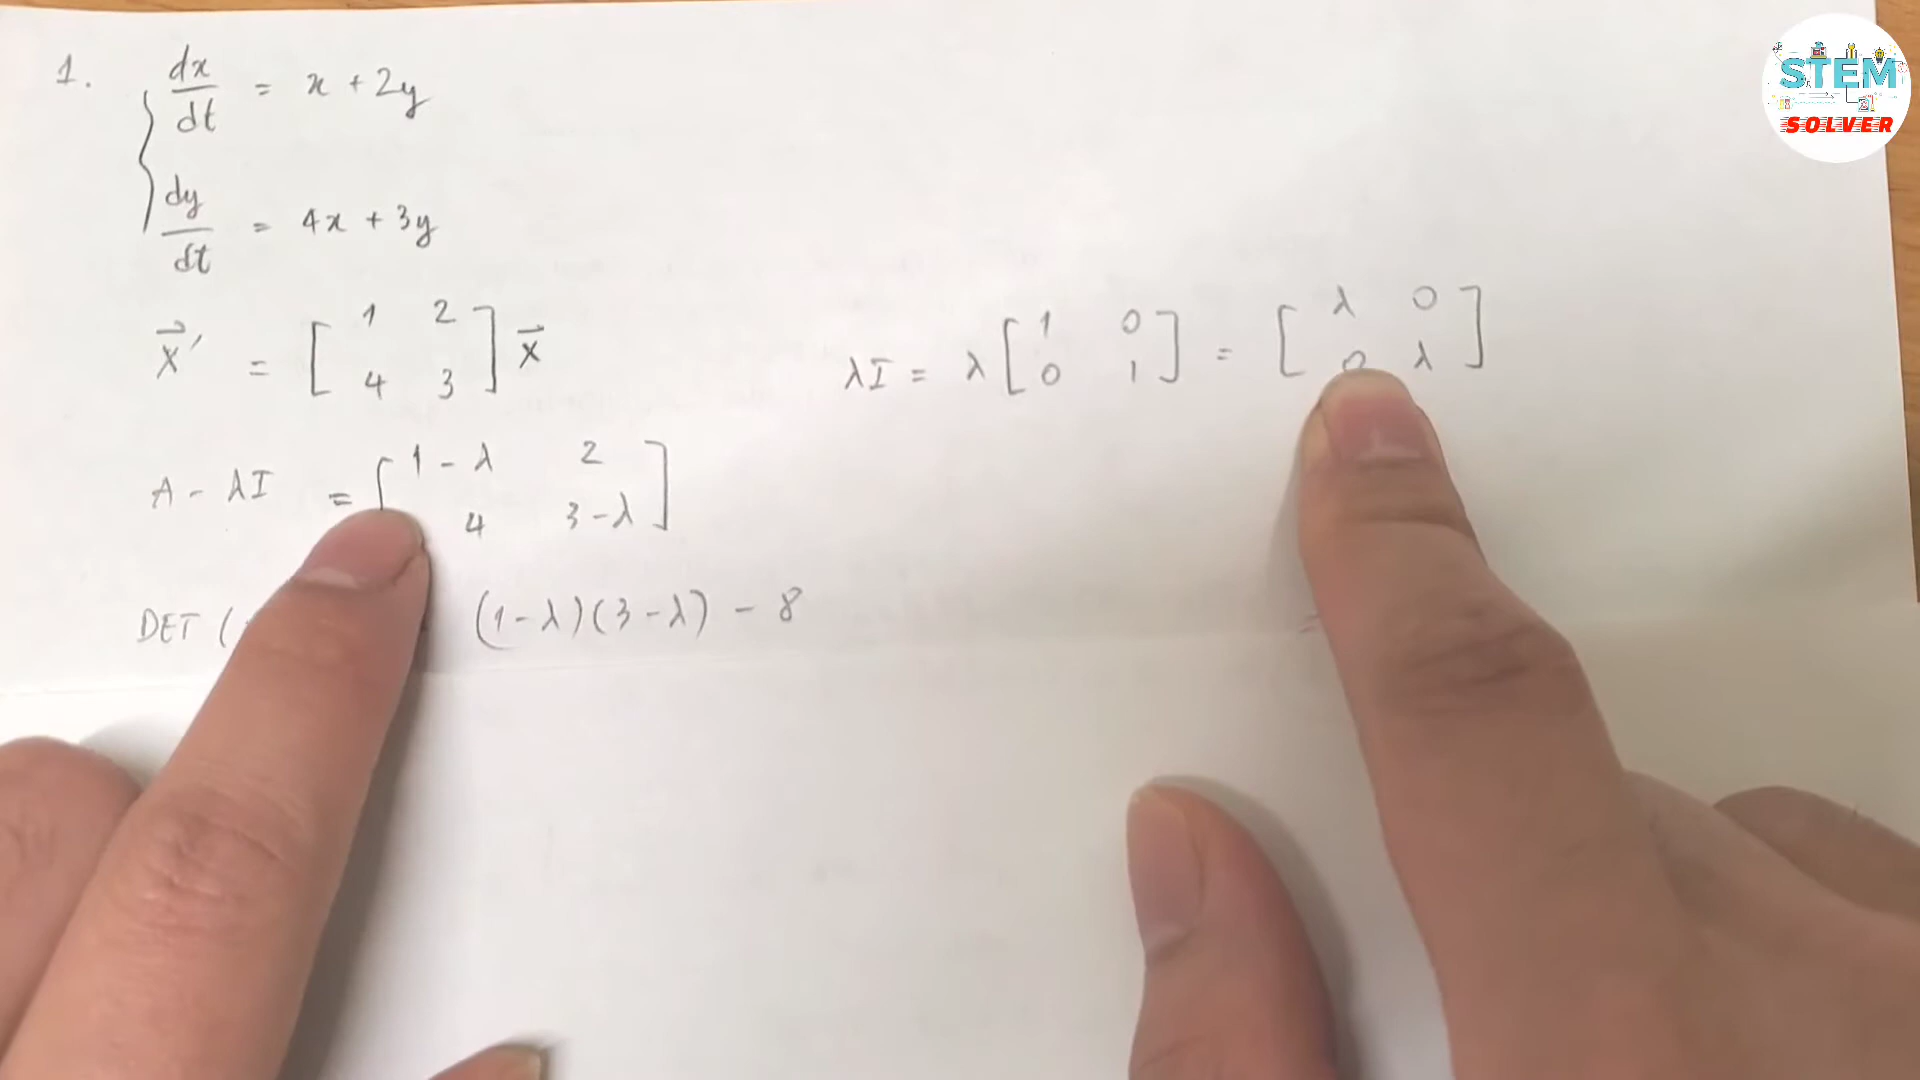 1.
dx/dt = x + 2y
dy/dt = 4x + 3y
x⃗′ = [1 2; 4 3] x⃗
λI = λ [1 0; 0 1] = [λ 0; 0 λ]
A - λI = [1 - λ 2; 4 3 - λ]
DET ( (1 - λ)(3 - λ) - 8
=
STEM
SOLVER